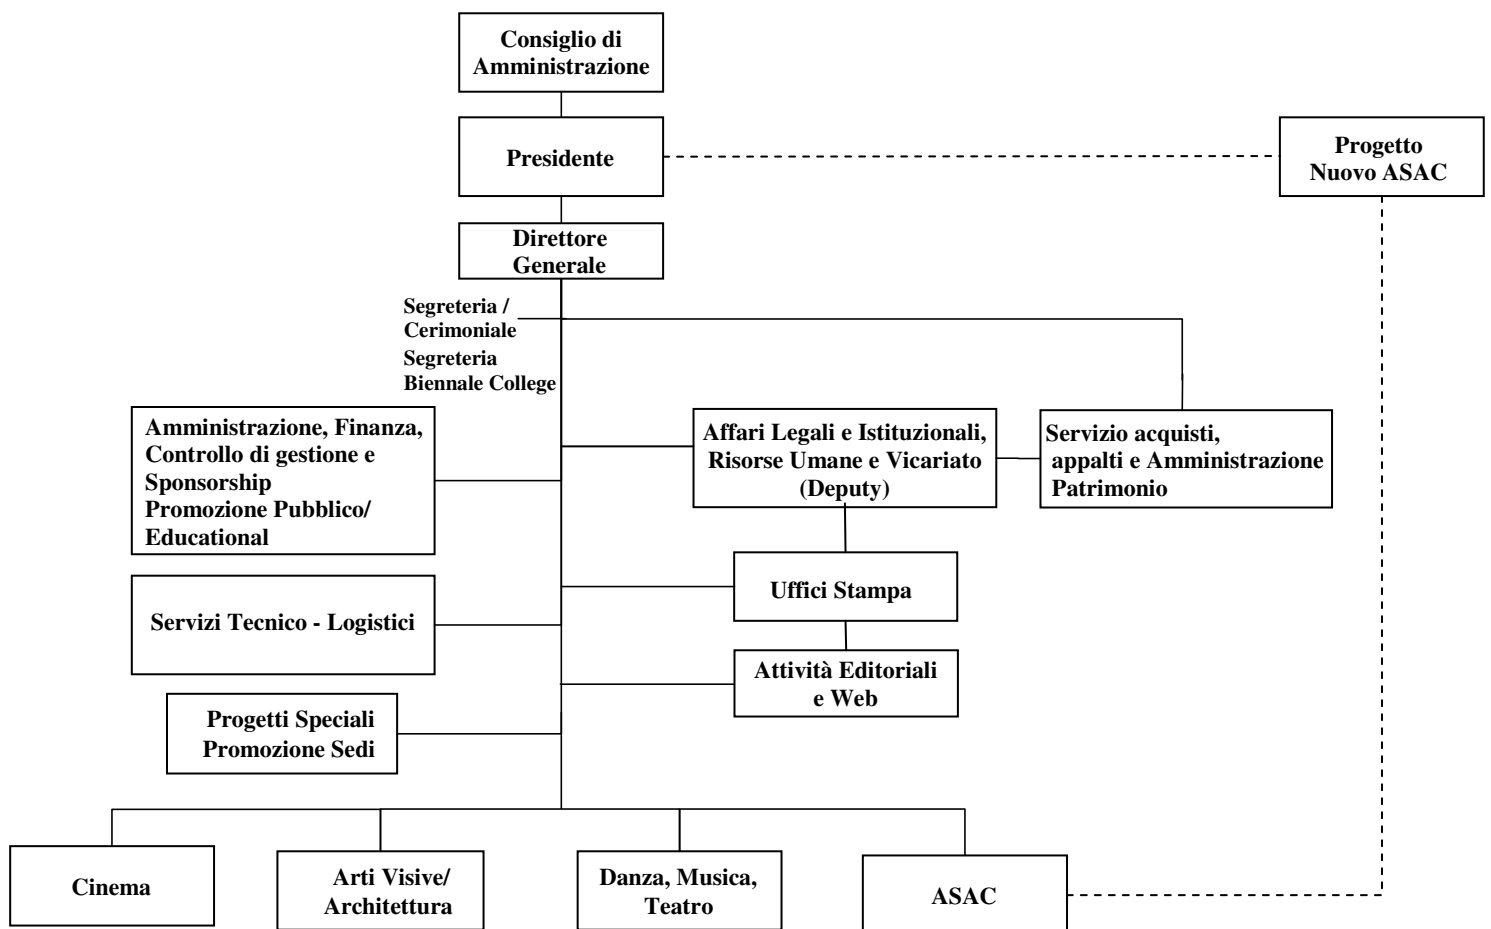 Consiglio di
Amministrazione
Presidente
Progetto
Nuovo ASAC
Direttore
Generale
Segreteria /
Cerimoniale
Segreteria
Biennale College
Amministrazione, Finanza,
Controllo di gestione e
Sponsorship
Promozione Pubblico/
Educational
Affari Legali e Istituzionali,
Risorse Umane e Vicariato
(Deputy)
Servizio acquisti,
appalti e Amministrazione
Patrimonio
Uffici Stampa
Servizi Tecnico - Logistici
Attività Editoriali
e Web
Progetti Speciali
Promozione Sedi
Cinema
Arti Visive/
Architettura
Danza, Musica,
Teatro
ASAC